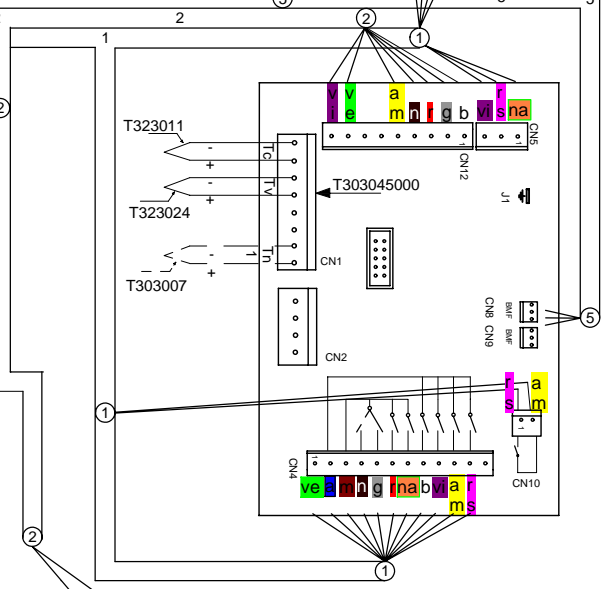 2
2
1
1
2
vi
ve
am
n
r
g
b
vi
rs
na
1
1
CN12
CN5
T323011
-
+
Tc
T323024
-
+
Tv
T303045000
J1
T303007
-
+
Tn
1
CN1
CN2
CN8
BMF
CN9
BMF
5
rs
am
1
CN10
1
1
CN4
ve
a
m
n
g
r
na
b
vi
am
rs
2
1